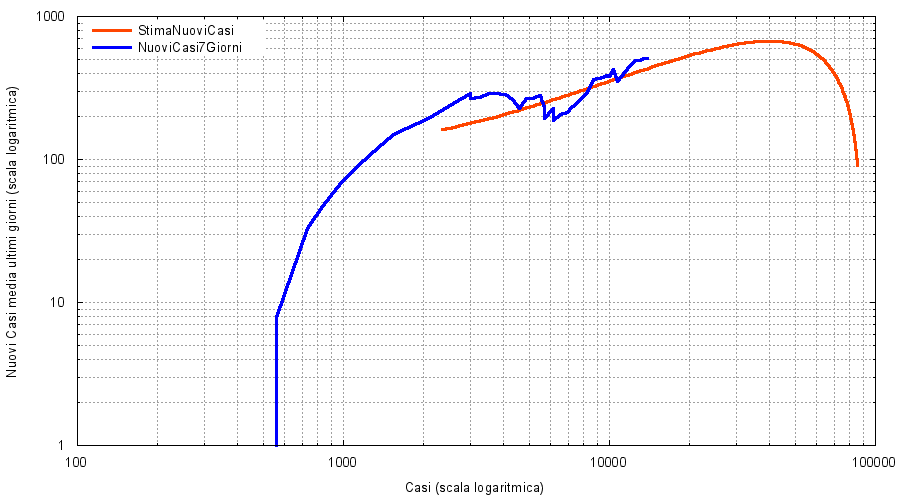 1000
StimaNuoviCasi
NuoviCasi7Giorni
100
10
1
Nuovi Casi media ultimi giorni (scala logaritmica)
100
1000
10000
100000
Casi (scala logaritmica)